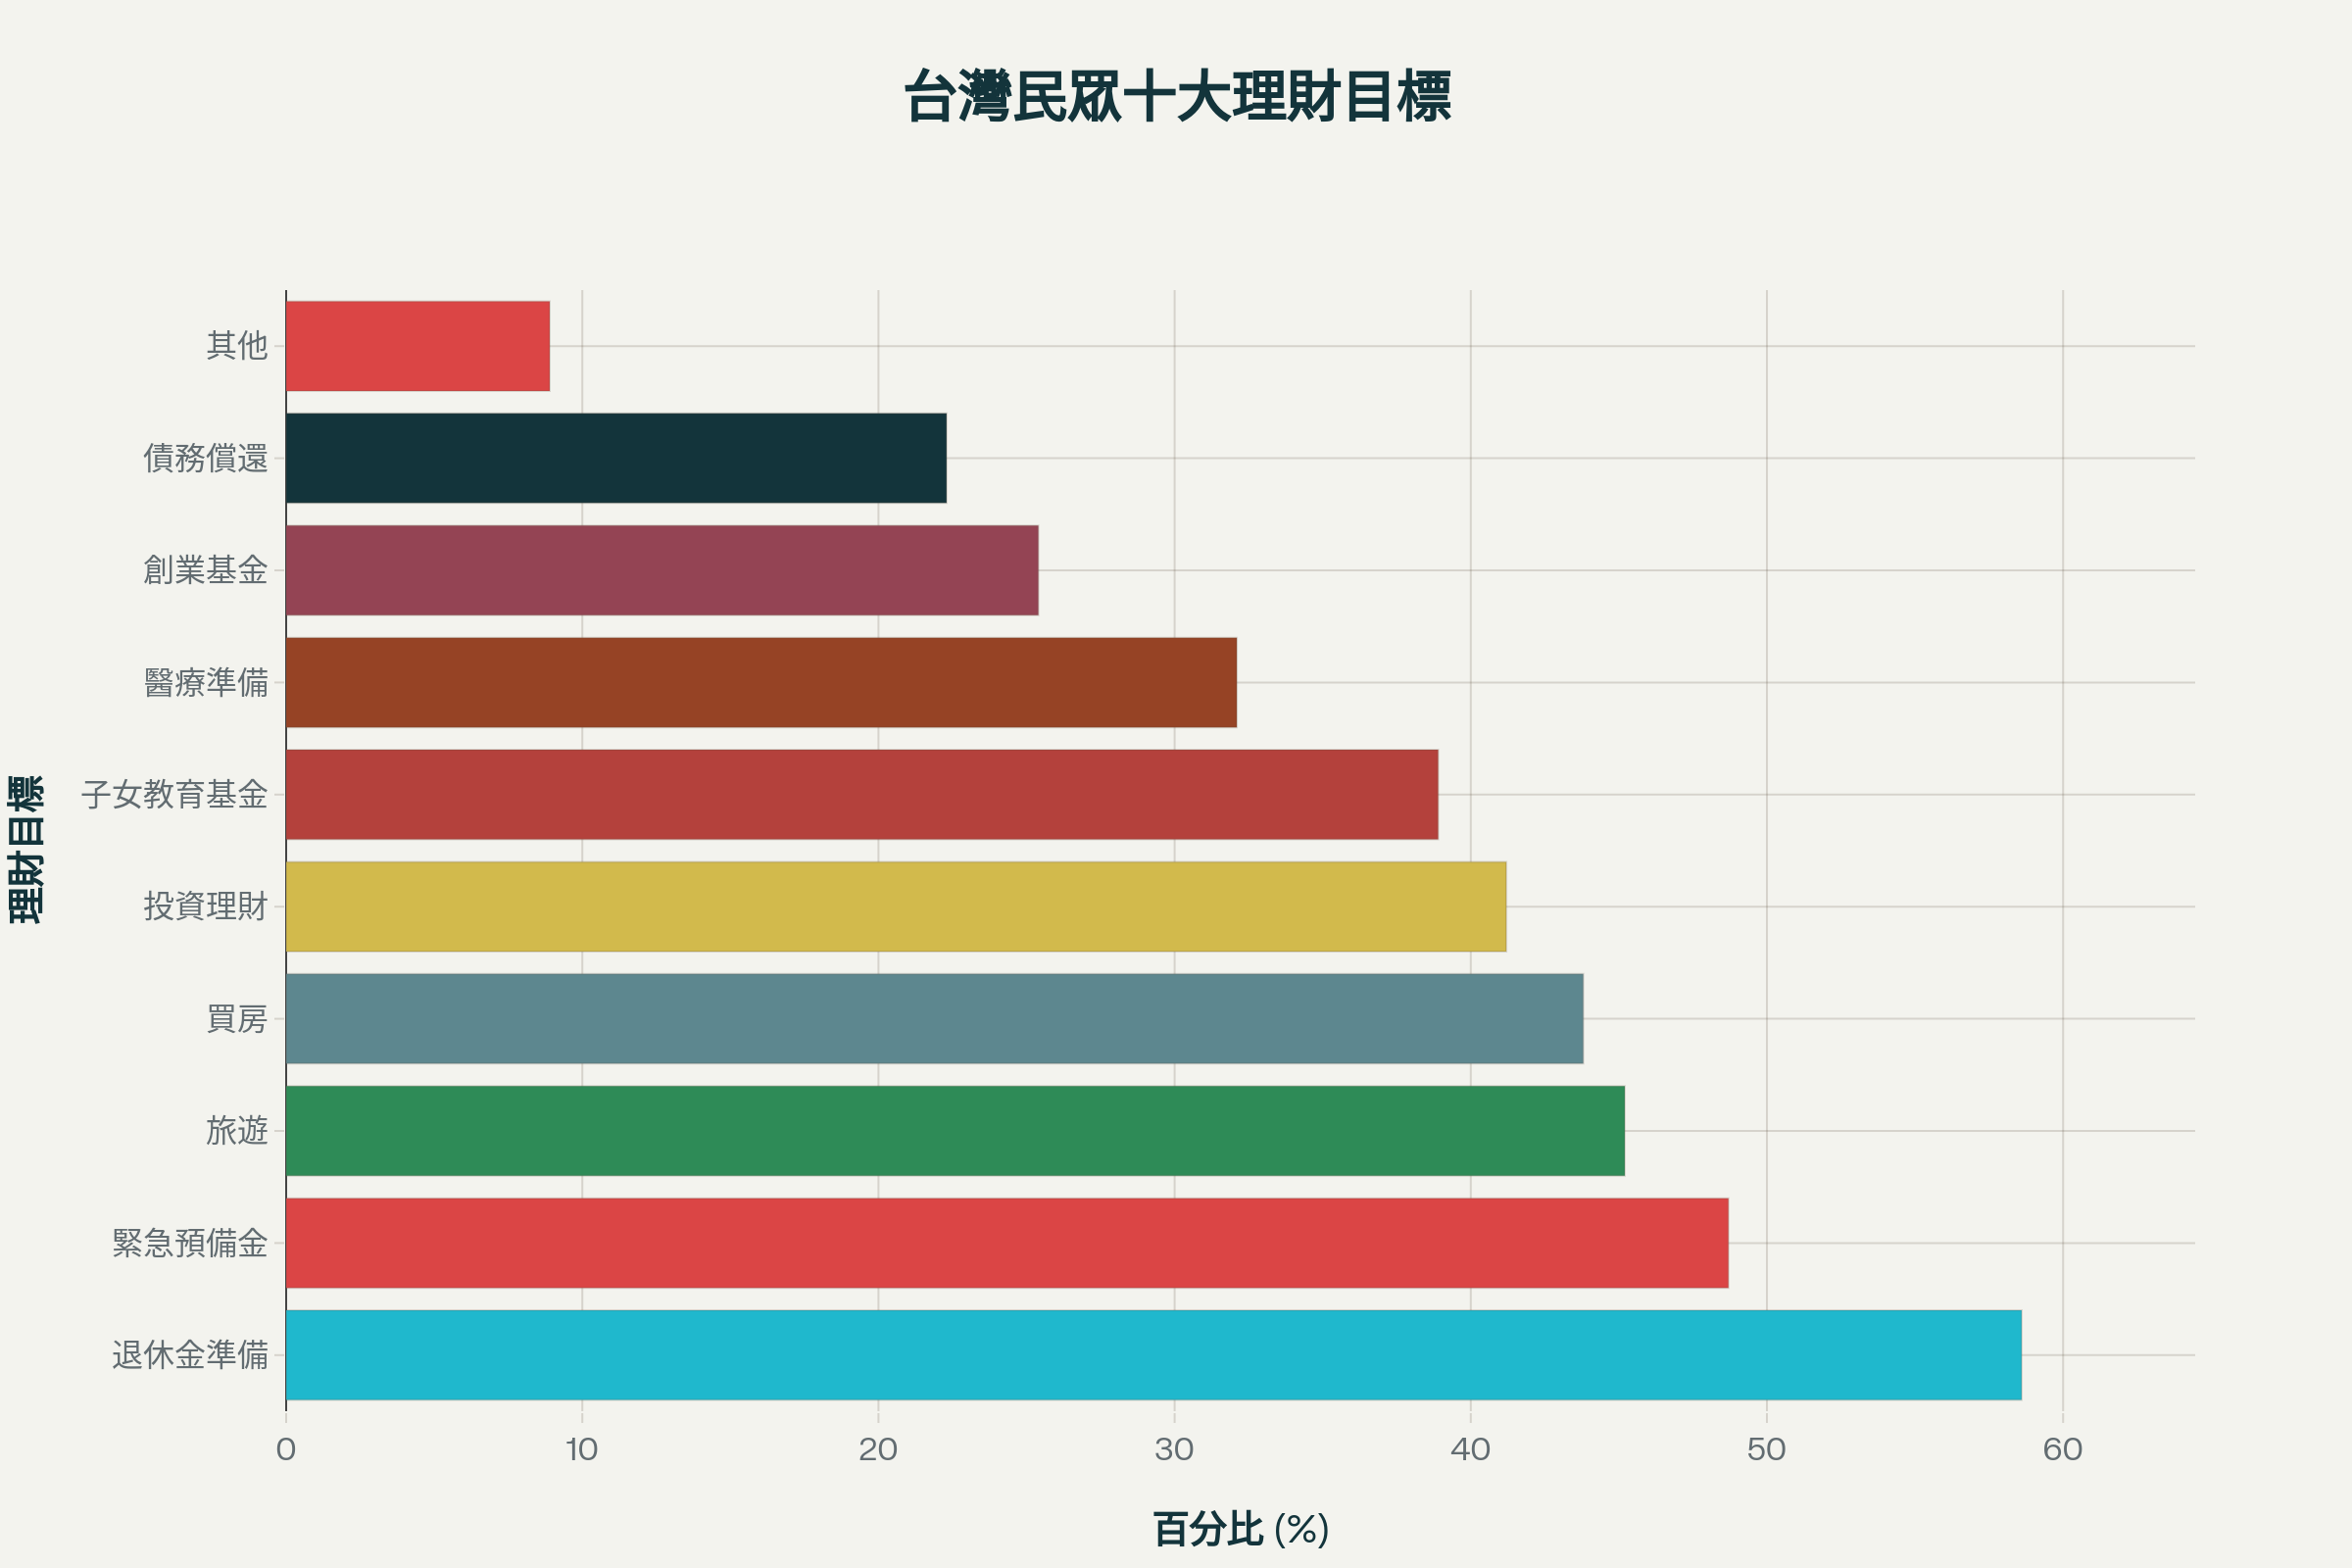 台灣民眾十大理財目標
其他
債務償還
創業基金
醫療準備
子女教育基金
投資理財
買房
旅遊
緊急預備金
退休金準備
理財目標
0 10 20 30 40 50 60
百分比 (%)